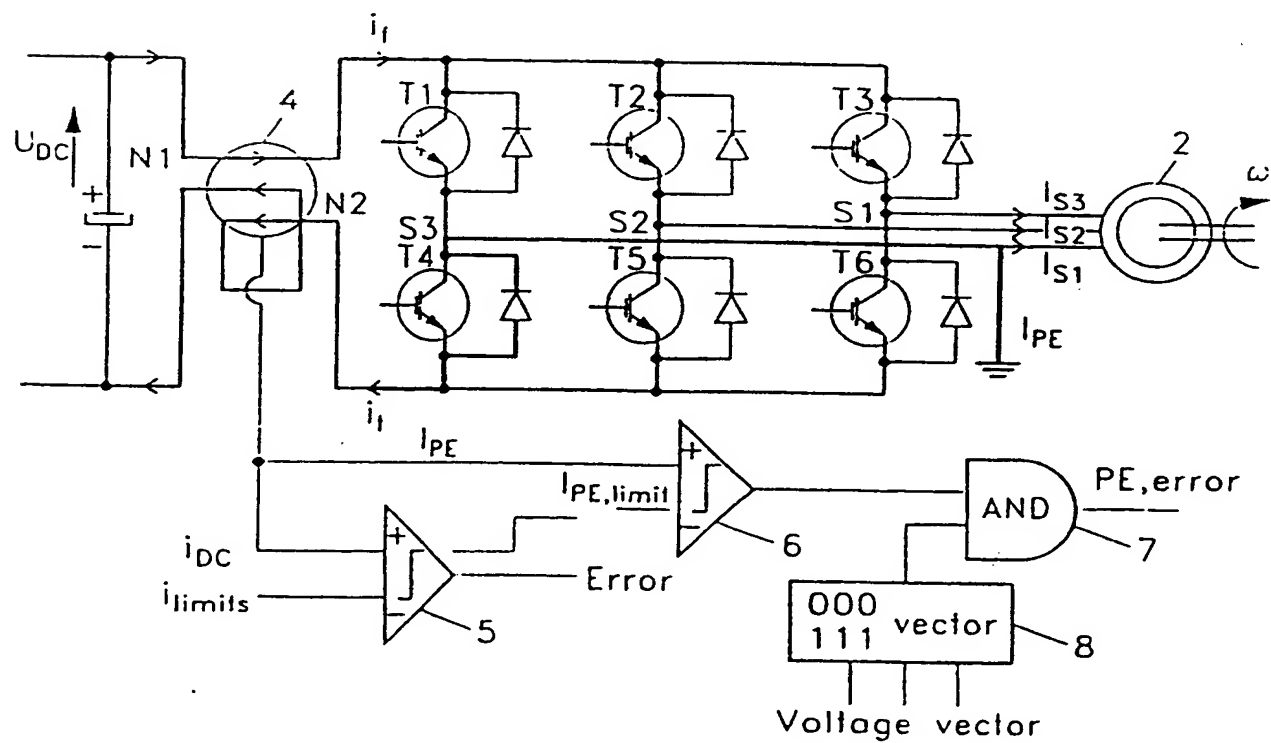 i_f
T1
T2
T3
4
2
U_DC
N1
ω
+
N2
I_S3
S3
S2
S1
I_S2
-
T4
T5
T6
I_S1
I_PE
i_f
I_PE
+
I_PE,limit
PE,error
AND
-
6
7
i_DC
+
Error
i_limits
-
5
000
111
vector
8
Voltage vector